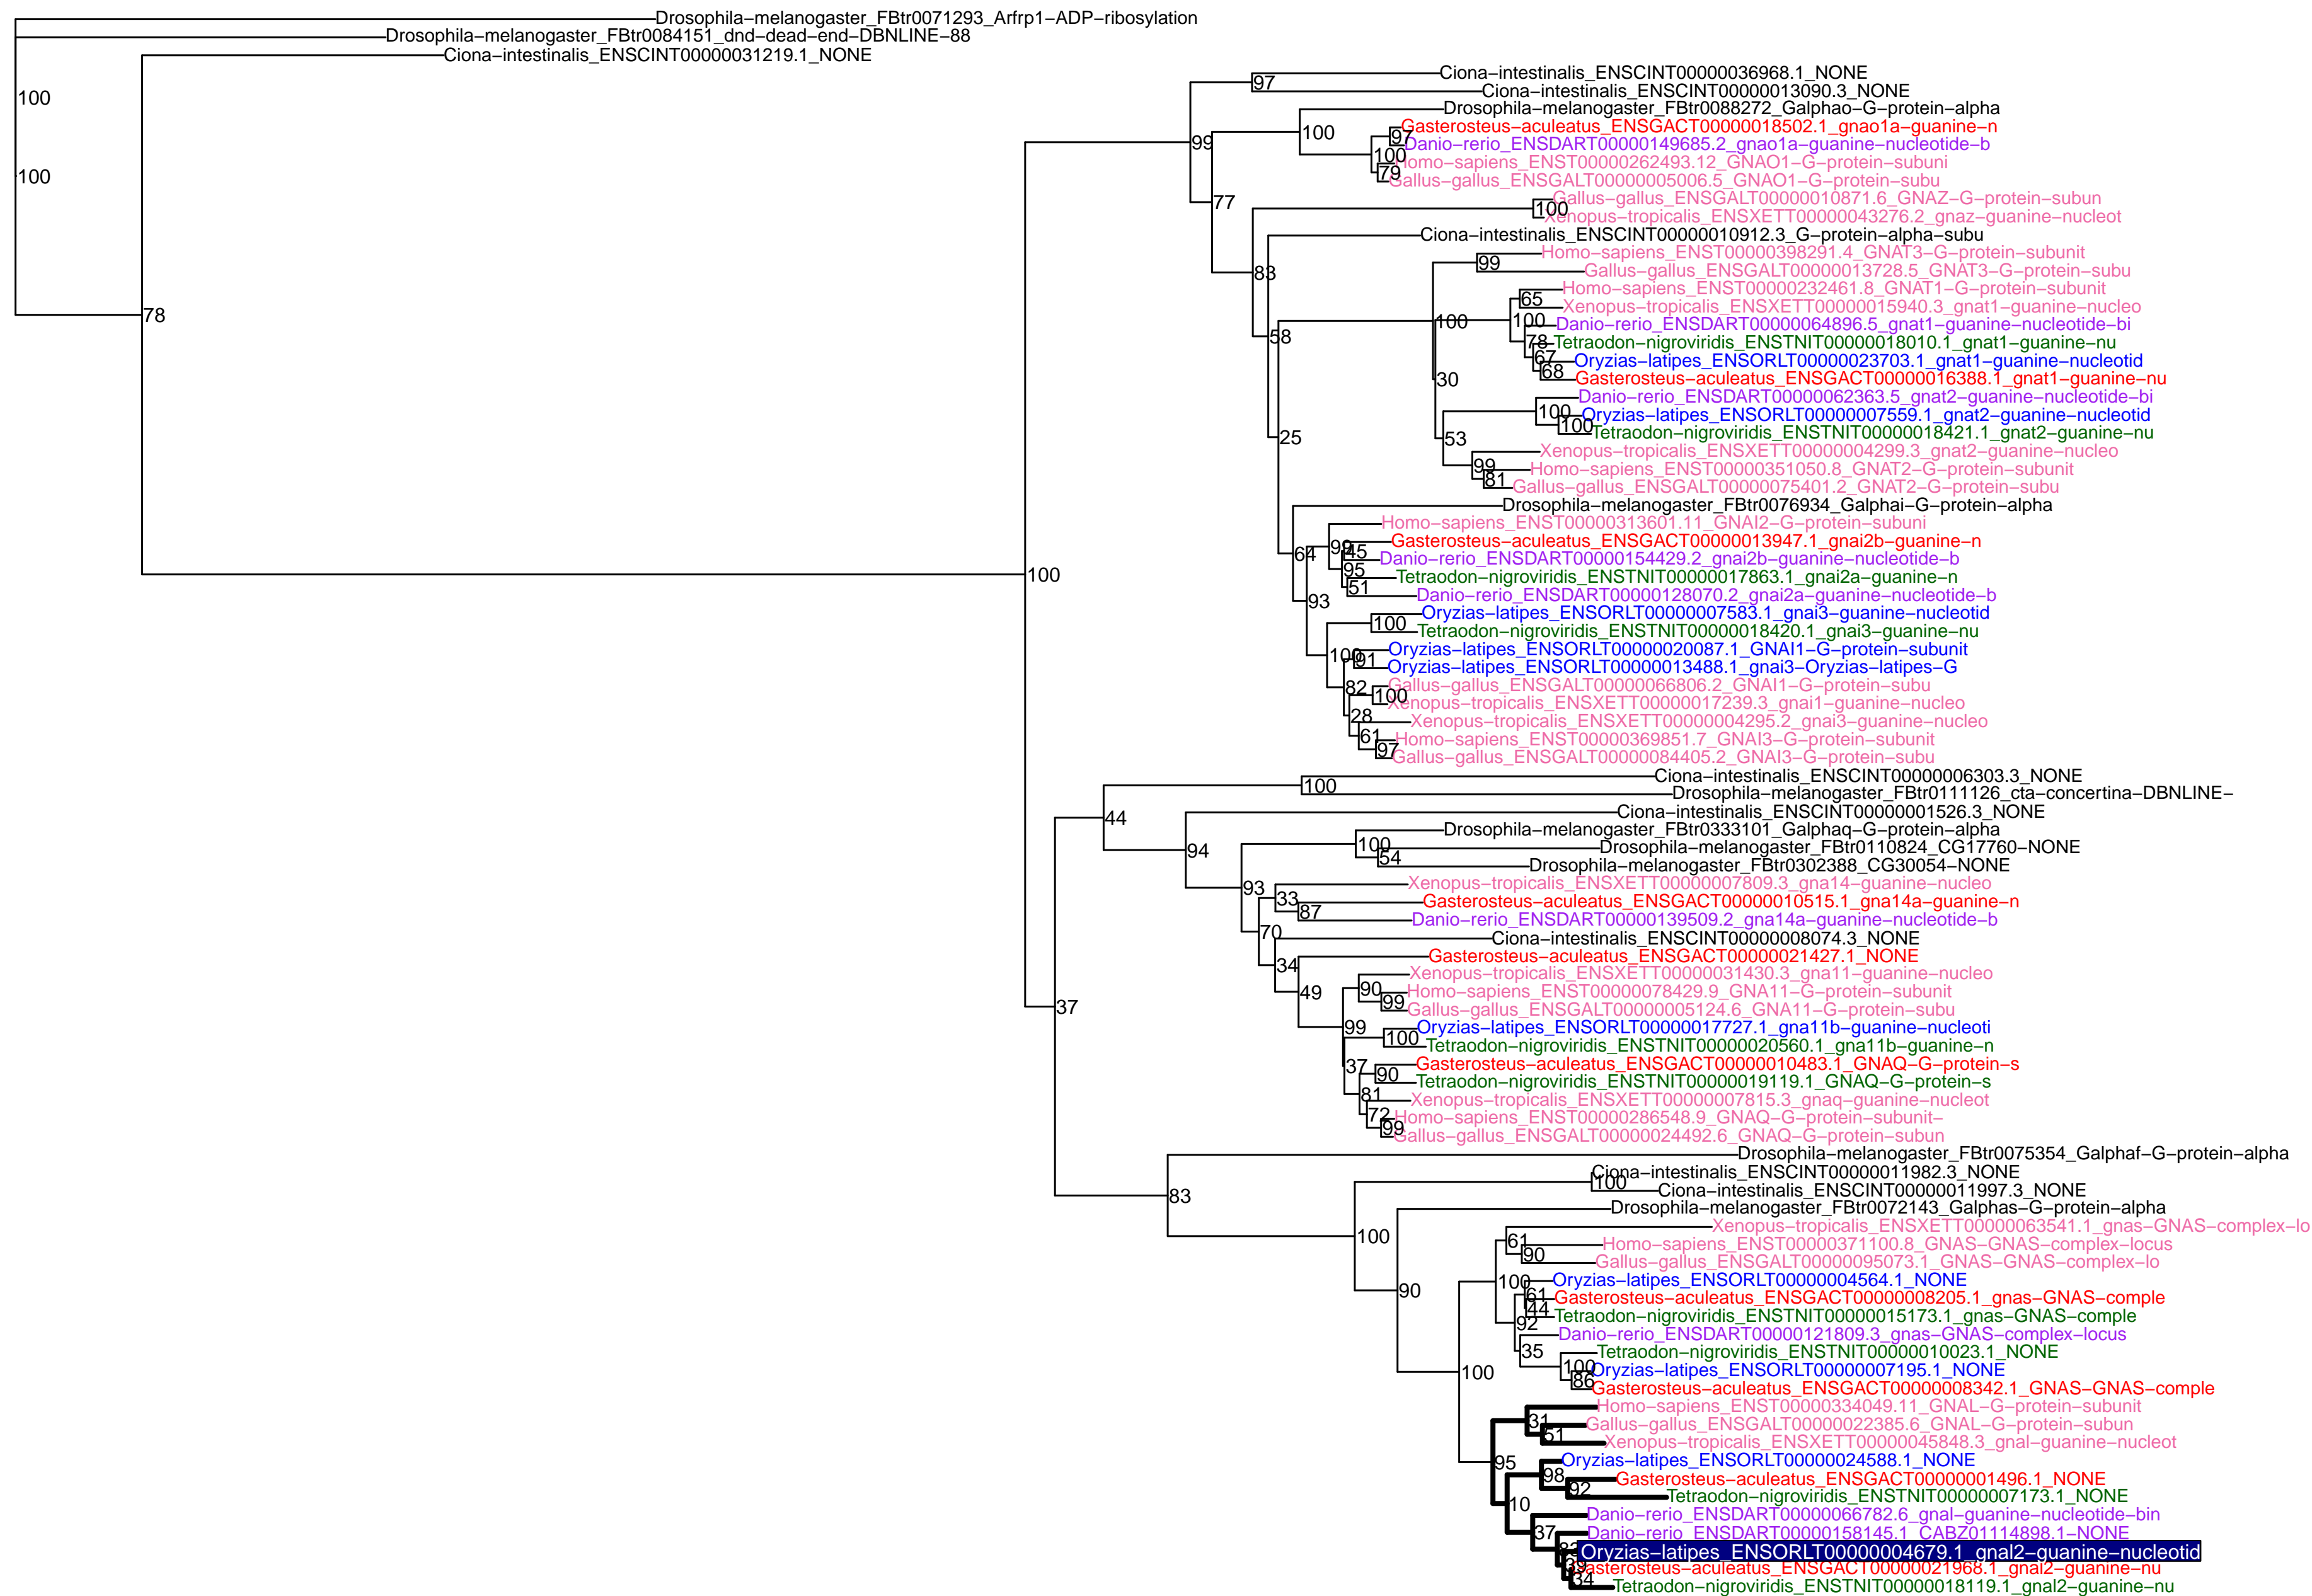 Drosophila−melanogaster_FBtr0071293_Arfrp1−ADP−ribosylation
Drosophila−melanogaster_FBtr0084151_dnd−dead−end−DBNLINE−88
Ciona−intestinalis_ENSCINT00000031219.1_NONE
Ciona−intestinalis_ENSCINT00000036968.1_NONE
97
Ciona−intestinalis_ENSCINT00000013090.3_NONE
100
Drosophila−melanogaster_FBtr0088272_Galphao−G−protein−alpha
100
Gasterosteus−aculeatus_ENSGACT00000018502.1_gnao1a−guanine−n
97
99
Danio−rerio_ENSDART00000149685.2_gnao1a−guanine−nucleotide−b
100
Homo−sapiens_ENST00000262493.12_GNAO1−G−protein−subuni
79
100
Gallus−gallus_ENSGALT00000005006.5_GNAO1−G−protein−subu
77
Gallus−gallus_ENSGALT00000010871.6_GNAZ−G−protein−subun
100
Xenopus−tropicalis_ENSXETT00000043276.2_gnaz−guanine−nucleot
Ciona−intestinalis_ENSCINT00000010912.3_G−protein−alpha−subu
Homo−sapiens_ENST00000398291.4_GNAT3−G−protein−subunit
99
83
Gallus−gallus_ENSGALT00000013728.5_GNAT3−G−protein−subu
Homo−sapiens_ENST00000232461.8_GNAT1−G−protein−subunit
65
78
Xenopus−tropicalis_ENSXETT00000015940.3_gnat1−guanine−nucleo
100
100
Danio−rerio_ENSDART00000064896.5_gnat1−guanine−nucleotide−bi
58
78
Tetraodon−nigroviridis_ENSTNIT00000018010.1_gnat1−guanine−nu
67
Oryzias−latipes_ENSORLT00000023703.1_gnat1−guanine−nucleotid
68
30
Gasterosteus−aculeatus_ENSGACT00000016388.1_gnat1−guanine−nu
Danio−rerio_ENSDART00000062363.5_gnat2−guanine−nucleotide−bi
100
Oryzias−latipes_ENSORLT00000007559.1_gnat2−guanine−nucleotid
100
Tetraodon−nigroviridis_ENSTNIT00000018421.1_gnat2−guanine−nu
25
53
Xenopus−tropicalis_ENSXETT00000004299.3_gnat2−guanine−nucleo
99
Homo−sapiens_ENST00000351050.8_GNAT2−G−protein−subunit
81
Gallus−gallus_ENSGALT00000075401.2_GNAT2−G−protein−subu
Drosophila−melanogaster_FBtr0076934_Galphai−G−protein−alpha
Homo−sapiens_ENST00000313601.11_GNAI2−G−protein−subuni
Gasterosteus−aculeatus_ENSGACT00000013947.1_gnai2b−guanine−n
64
99
45
Danio−rerio_ENSDART00000154429.2_gnai2b−guanine−nucleotide−b
95
100
Tetraodon−nigroviridis_ENSTNIT00000017863.1_gnai2a−guanine−n
51
Danio−rerio_ENSDART00000128070.2_gnai2a−guanine−nucleotide−b
93
Oryzias−latipes_ENSORLT00000007583.1_gnai3−guanine−nucleotid
100
Tetraodon−nigroviridis_ENSTNIT00000018420.1_gnai3−guanine−nu
Oryzias−latipes_ENSORLT00000020087.1_GNAI1−G−protein−subunit
100
91
Oryzias−latipes_ENSORLT00000013488.1_gnai3−Oryzias−latipes−G
82
Gallus−gallus_ENSGALT00000066806.2_GNAI1−G−protein−subu
100
Xenopus−tropicalis_ENSXETT00000017239.3_gnai1−guanine−nucleo
28
Xenopus−tropicalis_ENSXETT00000004295.2_gnai3−guanine−nucleo
61
Homo−sapiens_ENST00000369851.7_GNAI3−G−protein−subunit
97
Gallus−gallus_ENSGALT00000084405.2_GNAI3−G−protein−subu
Ciona−intestinalis_ENSCINT00000006303.3_NONE
100
Drosophila−melanogaster_FBtr0111126_cta−concertina−DBNLINE−
44
Ciona−intestinalis_ENSCINT00000001526.3_NONE
Drosophila−melanogaster_FBtr0333101_Galphaq−G−protein−alpha
100
94
Drosophila−melanogaster_FBtr0110824_CG17760−NONE
54
Drosophila−melanogaster_FBtr0302388_CG30054−NONE
93
Xenopus−tropicalis_ENSXETT00000007809.3_gna14−guanine−nucleo
33
Gasterosteus−aculeatus_ENSGACT00000010515.1_gna14a−guanine−n
87
Danio−rerio_ENSDART00000139509.2_gna14a−guanine−nucleotide−b
70
Ciona−intestinalis_ENSCINT00000008074.3_NONE
34
Gasterosteus−aculeatus_ENSGACT00000021427.1_NONE
Xenopus−tropicalis_ENSXETT00000031430.3_gna11−guanine−nucleo
90
49
Homo−sapiens_ENST00000078429.9_GNA11−G−protein−subunit
99
37
Gallus−gallus_ENSGALT00000005124.6_GNA11−G−protein−subu
99
Oryzias−latipes_ENSORLT00000017727.1_gna11b−guanine−nucleoti
100
Tetraodon−nigroviridis_ENSTNIT00000020560.1_gna11b−guanine−n
37
Gasterosteus−aculeatus_ENSGACT00000010483.1_GNAQ−G−protein−s
90
Tetraodon−nigroviridis_ENSTNIT00000019119.1_GNAQ−G−protein−s
81
Xenopus−tropicalis_ENSXETT00000007815.3_gnaq−guanine−nucleot
72
Homo−sapiens_ENST00000286548.9_GNAQ−G−protein−subunit−
99
Gallus−gallus_ENSGALT00000024492.6_GNAQ−G−protein−subun
Drosophila−melanogaster_FBtr0075354_Galphaf−G−protein−alpha
Ciona−intestinalis_ENSCINT00000011982.3_NONE
100
83
Ciona−intestinalis_ENSCINT00000011997.3_NONE
Drosophila−melanogaster_FBtr0072143_Galphas−G−protein−alpha
Xenopus−tropicalis_ENSXETT00000063541.1_gnas−GNAS−complex−lo
100
61
Homo−sapiens_ENST00000371100.8_GNAS−GNAS−complex−locus
90
Gallus−gallus_ENSGALT00000095073.1_GNAS−GNAS−complex−lo
100
Oryzias−latipes_ENSORLT00000004564.1_NONE
90
61
Gasterosteus−aculeatus_ENSGACT00000008205.1_gnas−GNAS−comple
44
Tetraodon−nigroviridis_ENSTNIT00000015173.1_gnas−GNAS−comple
92
Danio−rerio_ENSDART00000121809.3_gnas−GNAS−complex−locus
35
Tetraodon−nigroviridis_ENSTNIT00000010023.1_NONE
100
100
Oryzias−latipes_ENSORLT00000007195.1_NONE
86
Gasterosteus−aculeatus_ENSGACT00000008342.1_GNAS−GNAS−comple
Homo−sapiens_ENST00000334049.11_GNAL−G−protein−subunit
31
Gallus−gallus_ENSGALT00000022385.6_GNAL−G−protein−subun
51
Xenopus−tropicalis_ENSXETT00000045848.3_gnal−guanine−nucleot
95
Oryzias−latipes_ENSORLT00000024588.1_NONE
98
Gasterosteus−aculeatus_ENSGACT00000001496.1_NONE
92
Tetraodon−nigroviridis_ENSTNIT00000007173.1_NONE
10
Danio−rerio_ENSDART00000066782.6_gnal−guanine−nucleotide−bin
37
Danio−rerio_ENSDART00000158145.1_CABZ01114898.1−NONE
Oryzias−latipes_ENSORLT00000004679.1_gnal2−guanine−nucleotid
Gasterosteus−aculeatus_ENSGACT00000021968.1_gnal2−guanine−nu
34
Tetraodon−nigroviridis_ENSTNIT00000018119.1_gnal2−guanine−nu